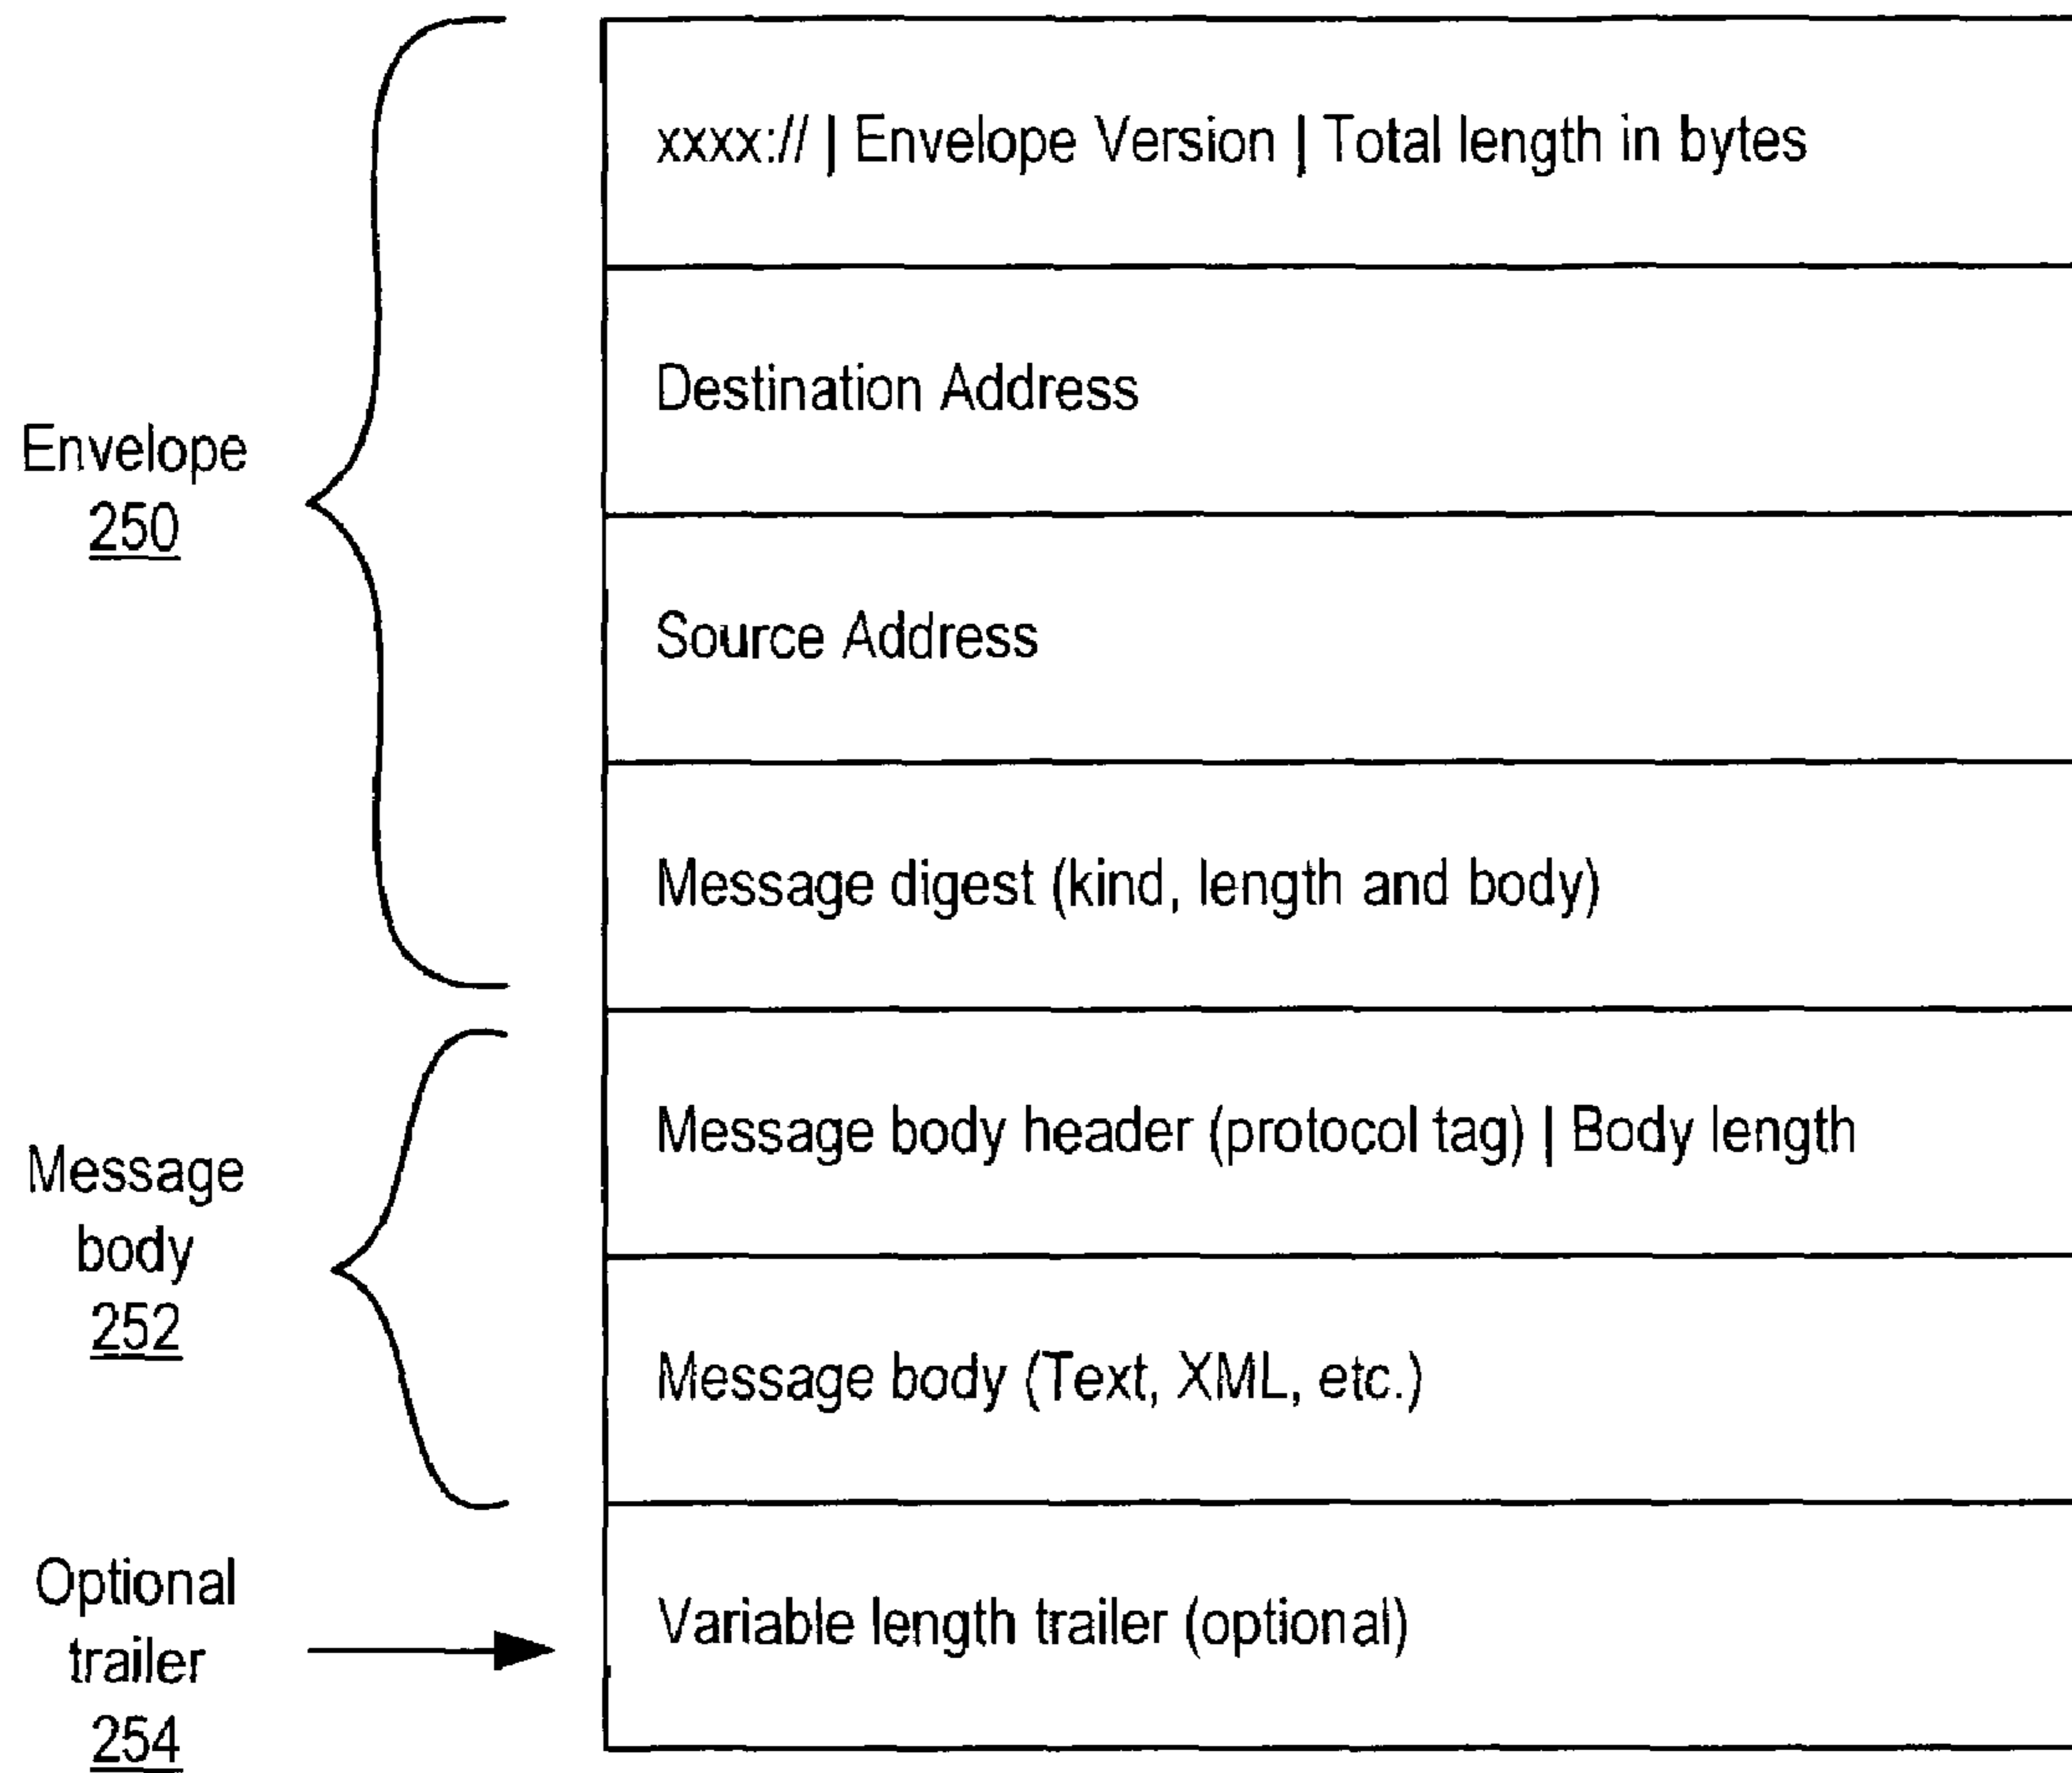 xxxx:// | Envelope Version | Total length in bytes
Destination Address
Envelope
250
Source Address
Message digest (kind, length and body)
Message body header (protocol tag) | Body length
Message
body
252
Message body (Text, XML, etc.)
Optional
trailer
254
Variable length trailer (optional)